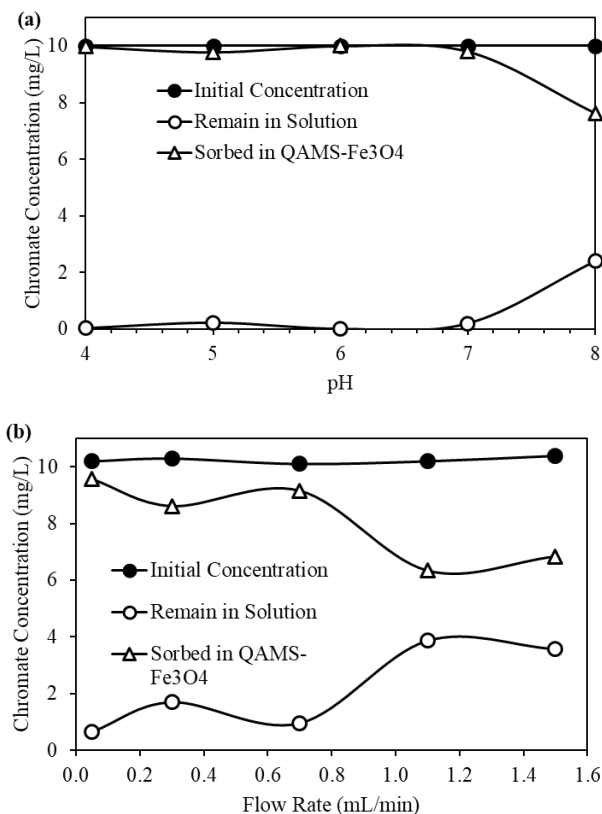 (a)
Chromate Concentration (mg/L)
10
8
6
4
2
0
Initial Concentration
Remain in Solution
Sorbed in QAMS-Fe3O4
4 5 6 7 8
pH
(b)
Chromate Concentration (mg/L)
10
8
6
4
2
0
Initial Concentration
Remain in Solution
Sorbed in QAMS-
Fe3O4
0.0 0.2 0.4 0.6 0.8 1.0 1.2 1.4 1.6
Flow Rate (mL/min)